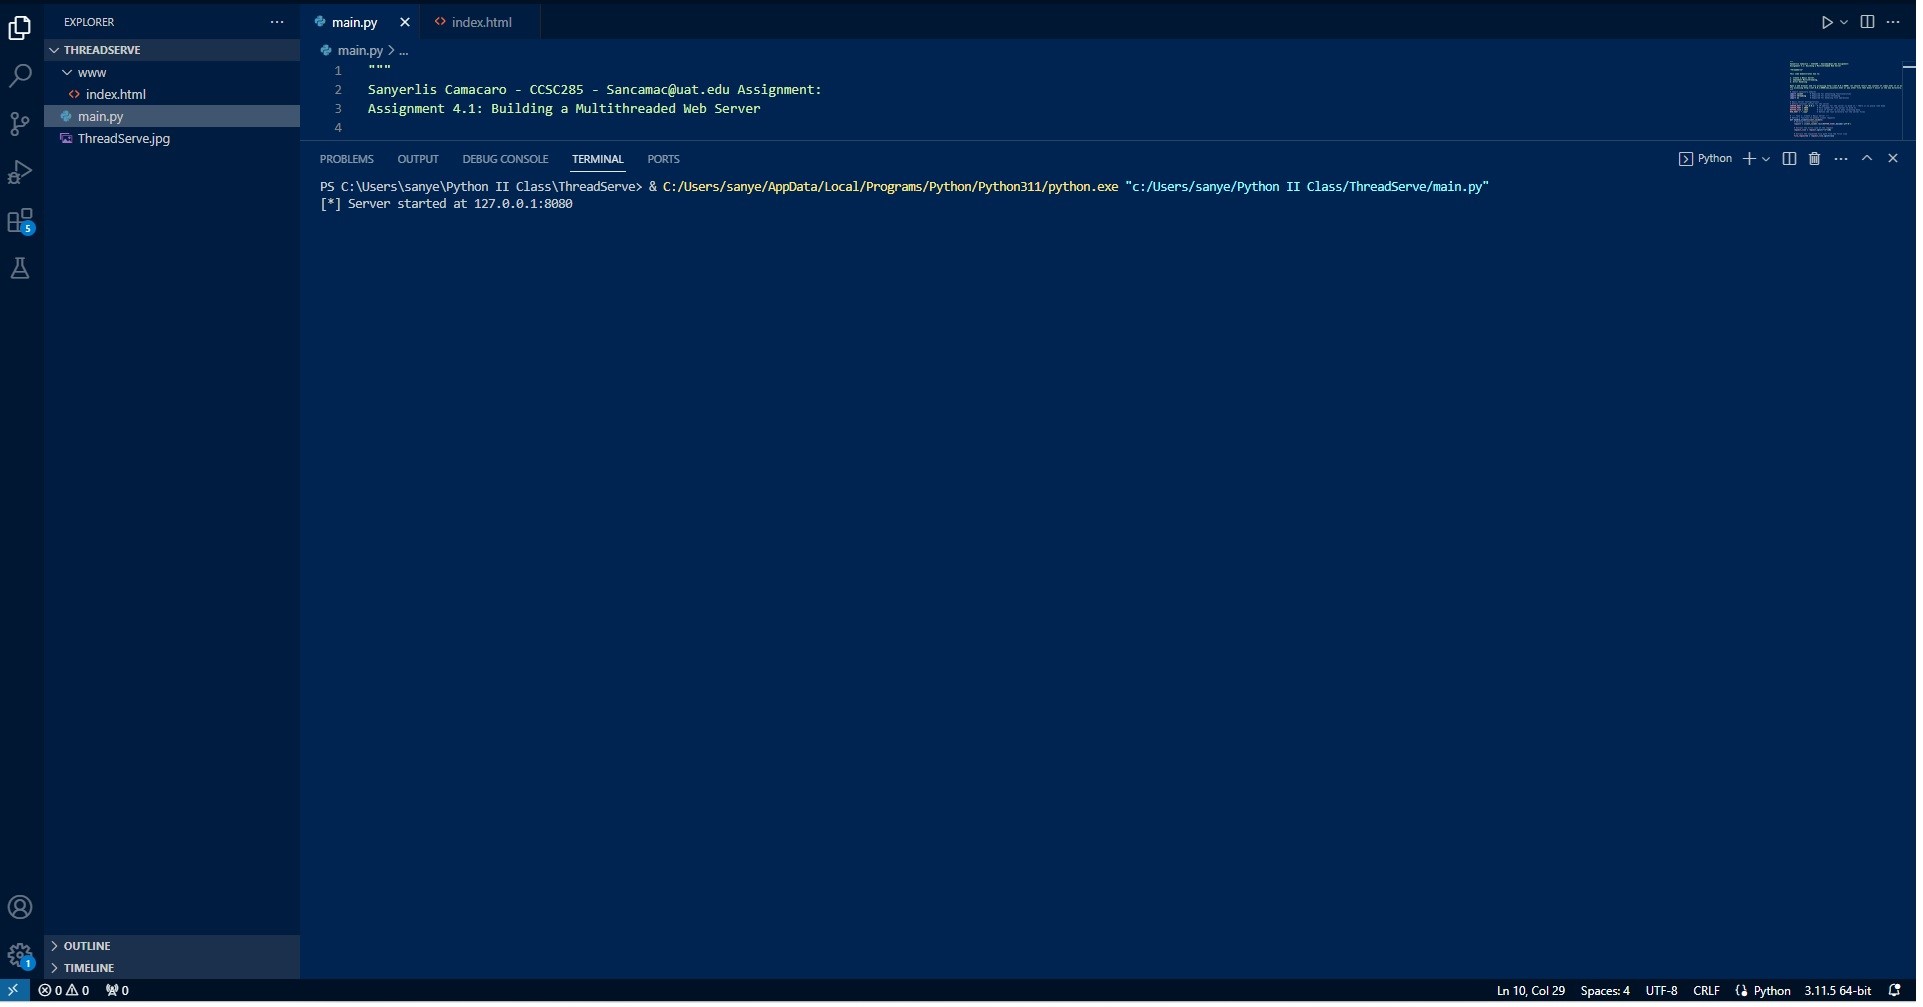 EXPLORER
THREADSERVE
www
index.html
main.py
ThreadServe.jpg
OUTLINE
TIMELINE
main.py
index.html
main.py > ...
1 """
2 Sanyerlis Camacaro - CCSC285 - Sancamac@uat.edu Assignment:
3 Assignment 4.1: Building a Multithreaded Web Server
4
PROBLEMS OUTPUT DEBUG CONSOLE TERMINAL PORTS
Python
PS C:\Users\sanye\Python II Class\ThreadServe> & C:/Users/sanye/AppData/Local/Programs/Python/Python311/python.exe "c:/Users/sanye/Python II Class/ThreadServe/main.py"
[*] Server started at 127.0.0.1:8080
5
1
0 0 0
Ln 10, Col 29 Spaces: 4 UTF-8 CRLF Python 3.11.5 64-bit